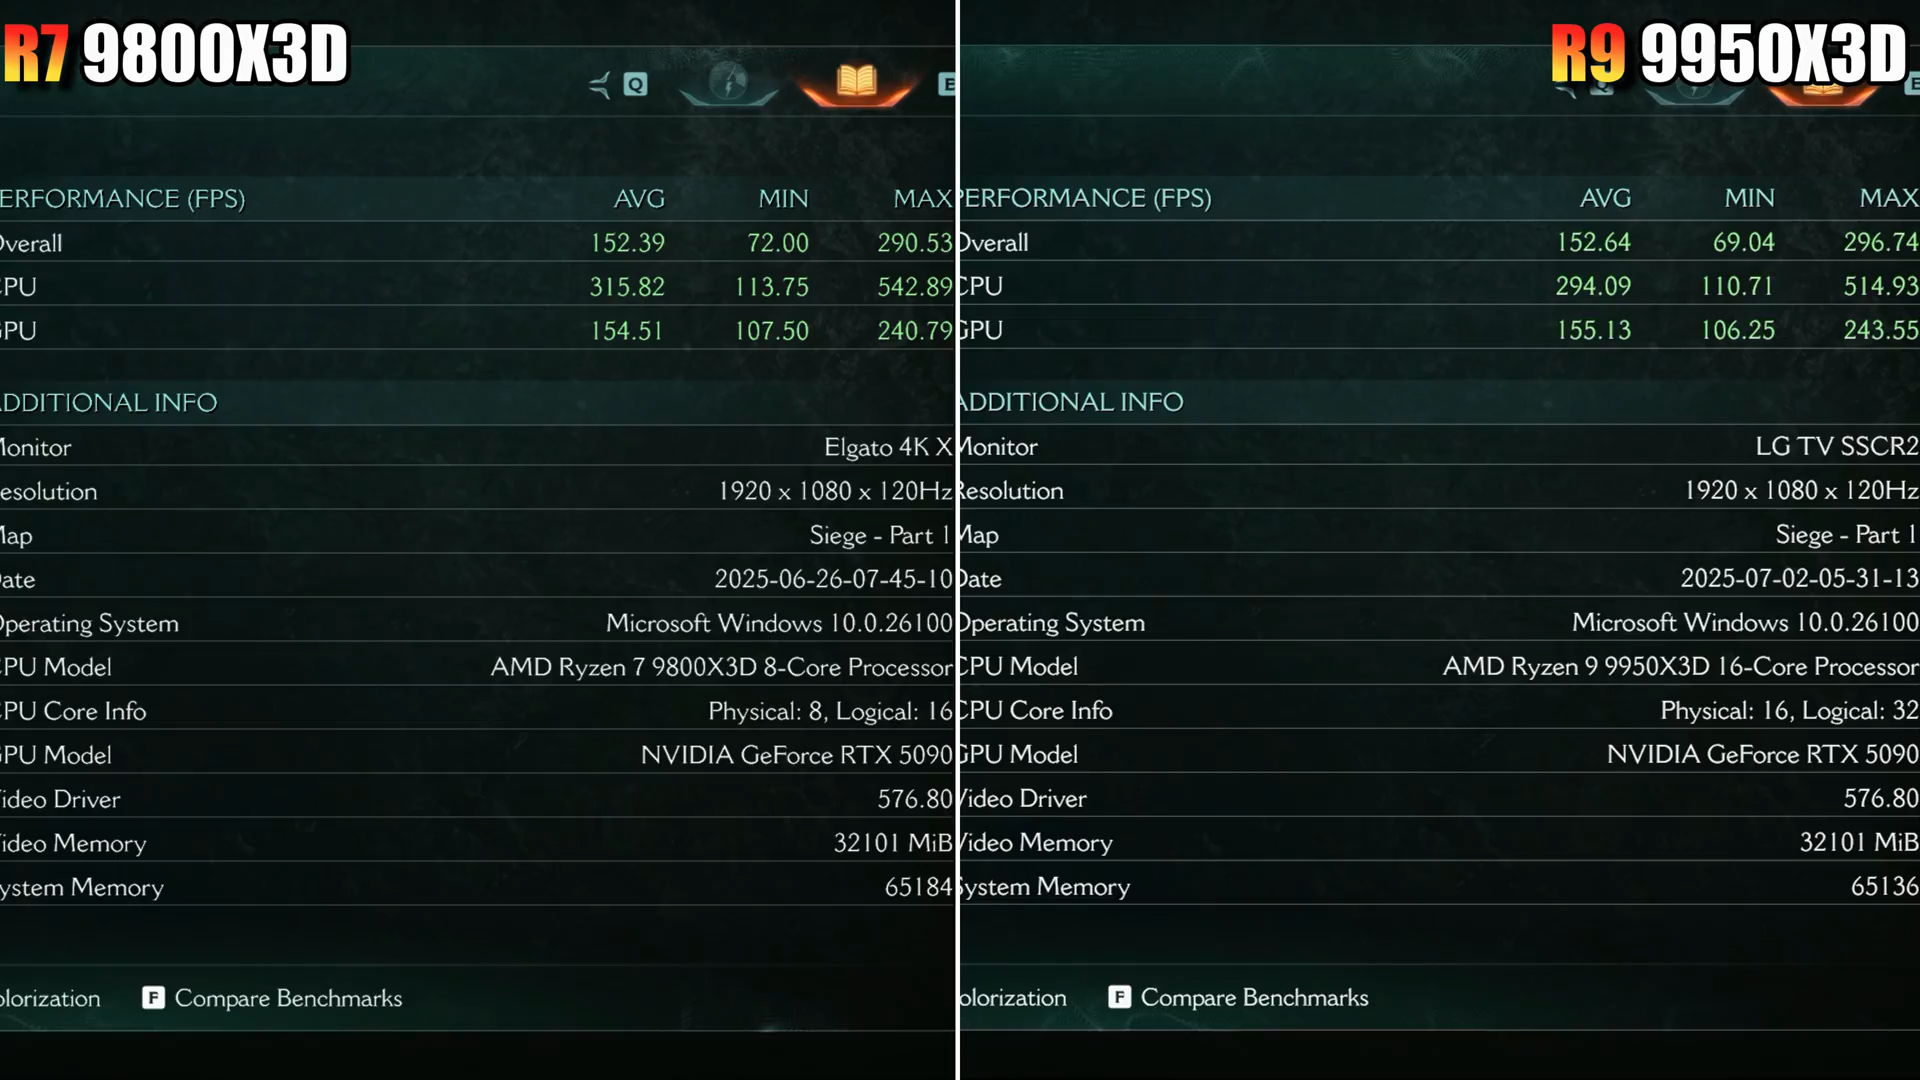 R7 9800X3D
Q
E
ERFORMANCE (FPS) AVG MIN MAX
Overall 152.39 72.00 290.53
CPU 315.82 113.75 542.89
GPU 154.51 107.50 240.79
ADDITIONAL INFO
Monitor Elgato 4K X
esolution 1920 x 1080 x 120Hz
Map Siege - Part 1
ate 2025-06-26-07-45-10
Operating System Microsoft Windows 10.0.26100
CPU Model AMD Ryzen 7 9800X3D 8-Core Processor
CPU Core Info Physical: 8, Logical: 16
GPU Model NVIDIA GeForce RTX 5090
Video Driver 576.80
Video Memory 32101 MiB
ystem Memory 65184
olorization F Compare Benchmarks
R9 9950X3D
Q
E
PERFORMANCE (FPS) AVG MIN MAX
Overall 152.64 69.04 296.74
CPU 294.09 110.71 514.93
GPU 155.13 106.25 243.55
ADDITIONAL INFO
Monitor LG TV SSCR2
Resolution 1920 x 1080 x 120Hz
Map Siege - Part 1
Date 2025-07-02-05-31-13
Operating System Microsoft Windows 10.0.26100
CPU Model AMD Ryzen 9 9950X3D 16-Core Processor
CPU Core Info Physical: 16, Logical: 32
GPU Model NVIDIA GeForce RTX 5090
Video Driver 576.80
Video Memory 32101 MiB
System Memory 65136
olorization F Compare Benchmarks